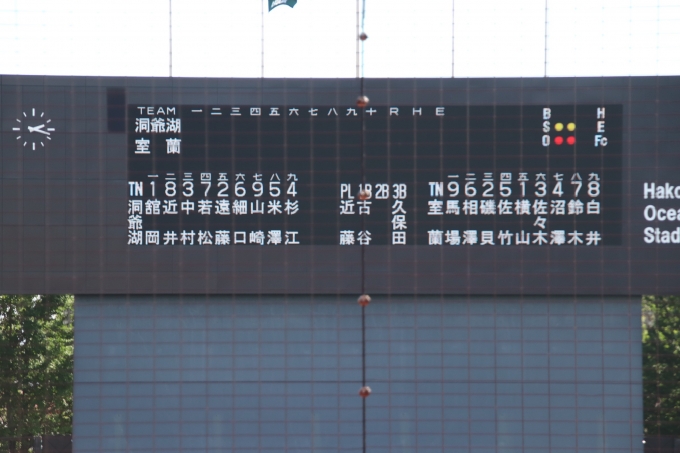 TEAM 一 二 三 四 五 六 七 八 九 十 R H E
洞爺湖
室蘭
B H
S E
O Fc
一 二 三 四 五 六 七 八 九
TN 1 8 3 7 2 6 9 5 4
洞爺湖 舘岡 近井 中村 若松 遠藤 細口 山崎 米澤 杉江
PL 1B 2B 3B
近藤 古谷 久保田
一 二 三 四 五 六 七 八 九
TN 9 6 2 5 1 3 4 7 8
室蘭 馬場 相澤 磯貝 佐竹 横山 佐々木 沼澤 鈴木 白井
Hako
Ocea
Stad